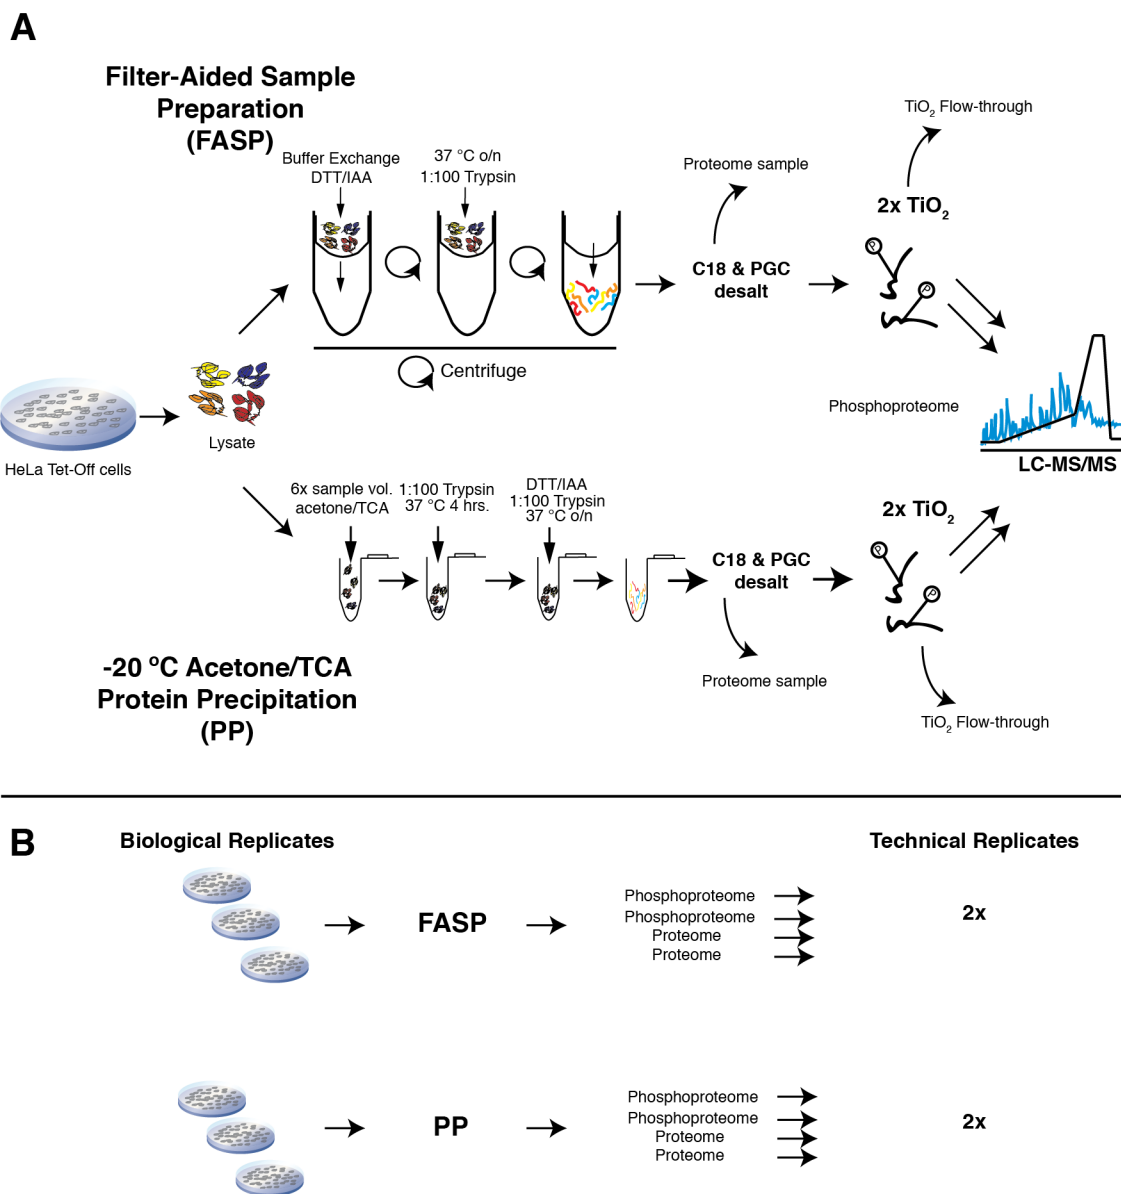 A
Filter-Aided Sample
Preparation
(FASP)
Buffer Exchange
DTT/IAA
37 °C o/n
1:100 Trypsin
Proteome sample
TiO2 Flow-through
2x TiO2
P
P
C18 & PGC
desalt
Centrifuge
Lysate
HeLa Tet-Off cells
Phosphoproteome
LC-MS/MS
6x sample vol.
acetone/TCA
1:100 Trypsin
37 °C 4 hrs.
DTT/IAA
1:100 Trypsin
37 °C o/n
2x TiO2
P
P
C18 & PGC
desalt
Proteome sample
TiO2 Flow-through
-20 ºC Acetone/TCA
Protein Precipitation
(PP)
B
Biological Replicates
Technical Replicates
FASP
Phosphoproteome
Phosphoproteome
Proteome
Proteome
2x
PP
Phosphoproteome
Phosphoproteome
Proteome
Proteome
2x